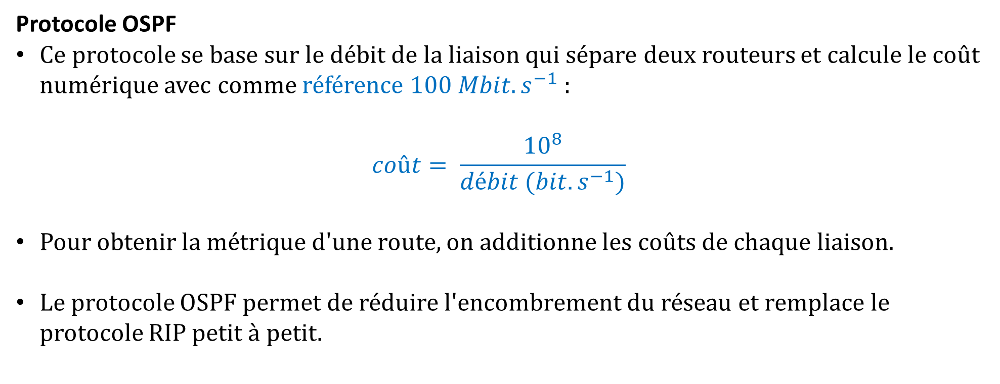 Protocole OSPF
• Ce protocole se base sur le débit de la liaison qui sépare deux routeurs et calcule le coût
numérique avec comme référence 100 Mbit.s⁻¹ :
coût = 10⁸ / débit (bit.s⁻¹)
• Pour obtenir la métrique d'une route, on additionne les coûts de chaque liaison.
• Le protocole OSPF permet de réduire l'encombrement du réseau et remplace le
protocole RIP petit à petit.